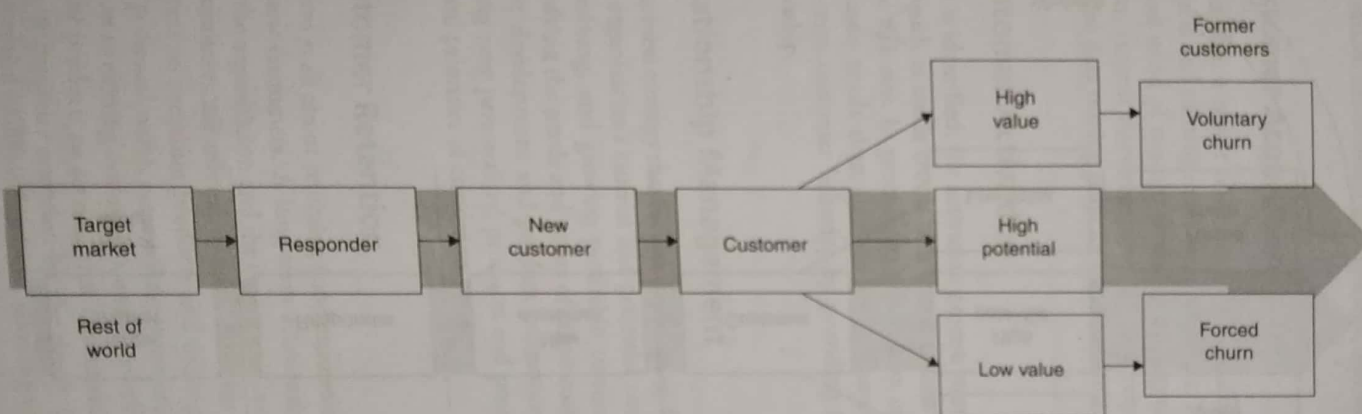 Target
market
Rest of
world
Responder
New
customer
Customer
High
value
High
potential
Low value
Former
customers
Voluntary
churn
Forced
churn